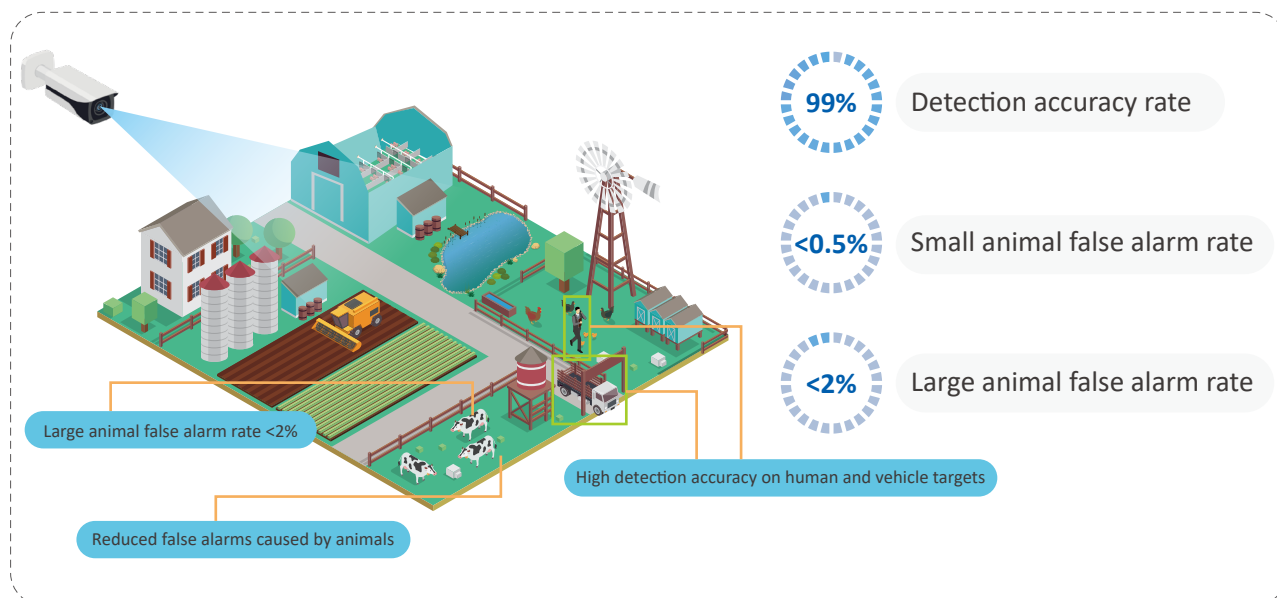 99%
Detection accuracy rate
<0.5%
Small animal false alarm rate
<2%
Large animal false alarm rate
Large animal false alarm rate <2%
High detection accuracy on human and vehicle targets
Reduced false alarms caused by animals